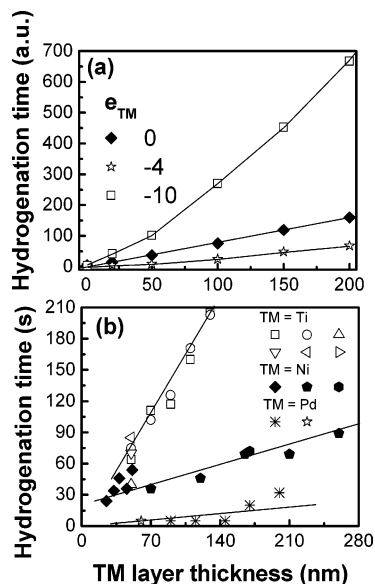 Hydrogenation time (a.u.)
700
600
500
400
300
200
100
0
(a)
eTM
0
-4
-10
0 50 100 150 200
Hydrogenation time (s)
210
180
150
120
90
60
30
0
(b)
TM = Ti
TM = Ni
TM = Pd
0 70 140 210 280
TM layer thickness (nm)